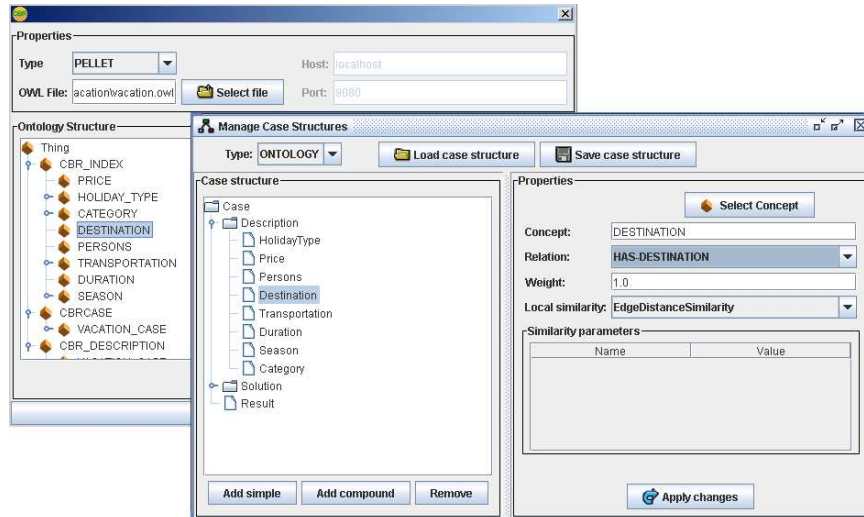 CBR
Properties
Type
PELLET
Host:
localhost
OWL File:
acation\vacation.owl
Select file
Port:
9080
Ontology Structure
Thing
CBR_INDEX
PRICE
HOLIDAY_TYPE
CATEGORY
DESTINATION
PERSONS
TRANSPORTATION
DURATION
SEASON
CBRCASE
VACATION_CASE
CBR_DESCRIPTION
VACATION_CASE
Manage Case Structures
Type:
ONTOLOGY
Load case structure
Save case structure
Case structure
Case
Description
HolidayType
Price
Persons
Destination
Transportation
Duration
Season
Category
Solution
Result
Add simple
Add compound
Remove
Properties
Select Concept
Concept:
DESTINATION
Relation:
HAS-DESTINATION
Weight:
1.0
Local similarity:
EdgeDistanceSimilarity
Similarity parameters
Name
Value
Apply changes